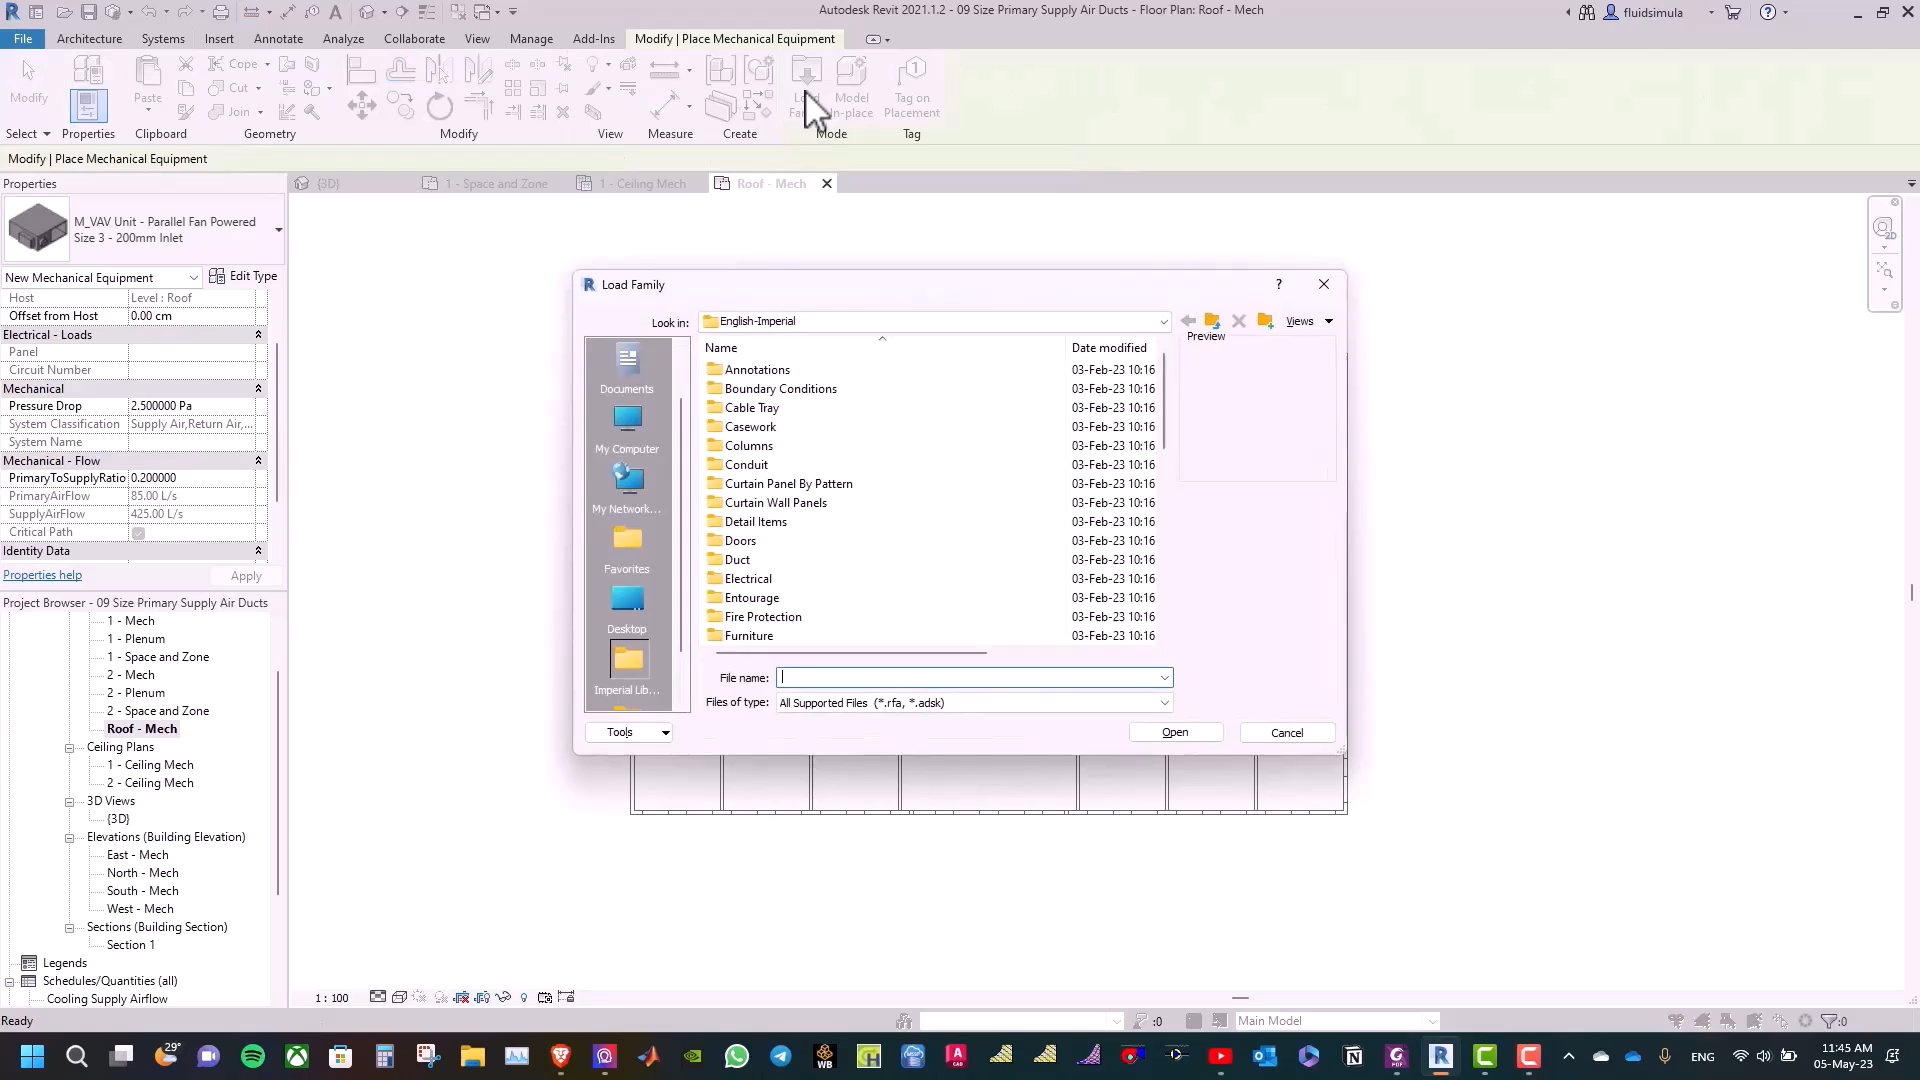 Autodesk Revit 2021.1.2 - 09 Size Primary Supply Air Ducts - Floor Plan: Roof - Mech
fluidsimula
File Architecture Systems Insert Annotate Analyze Collaborate View Manage Add-Ins Modify | Place Mechanical Equipment
Modify
Paste
Cope
Cut
Join
Model In-place
Tag on Placement
Select Properties Clipboard Geometry Modify View Measure Create Mode Tag
Modify | Place Mechanical Equipment
Properties
{3D} 1 - Space and Zone 1 - Ceiling Mech Roof - Mech
M_VAV Unit - Parallel Fan Powered
Size 3 - 200mm Inlet
New Mechanical Equipment Edit Type
Host Level : Roof
Offset from Host 0.00 cm
Electrical - Loads
Panel
Circuit Number
Mechanical
Pressure Drop 2.500000 Pa
System Classification Supply Air,Return Air,...
System Name
Mechanical - Flow
PrimaryToSupplyRatio 0.200000
PrimaryAirFlow 85.00 L/s
SupplyAirFlow 425.00 L/s
Critical Path
Identity Data
Properties help Apply
Project Browser - 09 Size Primary Supply Air Ducts
1 - Mech
1 - Plenum
1 - Space and Zone
2 - Mech
2 - Plenum
2 - Space and Zone
Roof - Mech
Ceiling Plans
1 - Ceiling Mech
2 - Ceiling Mech
3D Views
{3D}
Elevations (Building Elevation)
East - Mech
North - Mech
South - Mech
West - Mech
Sections (Building Section)
Section 1
Legends
Schedules/Quantities (all)
Cooling Supply Airflow
Load Family
Look in: English-Imperial Views
Preview
Documents
My Computer
My Network...
Favorites
Desktop
Imperial Lib...
Name Date modified
Annotations 03-Feb-23 10:16
Boundary Conditions 03-Feb-23 10:16
Cable Tray 03-Feb-23 10:16
Casework 03-Feb-23 10:16
Columns 03-Feb-23 10:16
Conduit 03-Feb-23 10:16
Curtain Panel By Pattern 03-Feb-23 10:16
Curtain Wall Panels 03-Feb-23 10:16
Detail Items 03-Feb-23 10:16
Doors 03-Feb-23 10:16
Duct 03-Feb-23 10:16
Electrical 03-Feb-23 10:16
Entourage 03-Feb-23 10:16
Fire Protection 03-Feb-23 10:16
Furniture 03-Feb-23 10:16
File name:
Files of type: All Supported Files (*.rfa, *.adsk)
Tools Open Cancel
2D
1 : 100
Ready :0 Main Model :0
29°
WB
ENG
11:45 AM
05-May-23